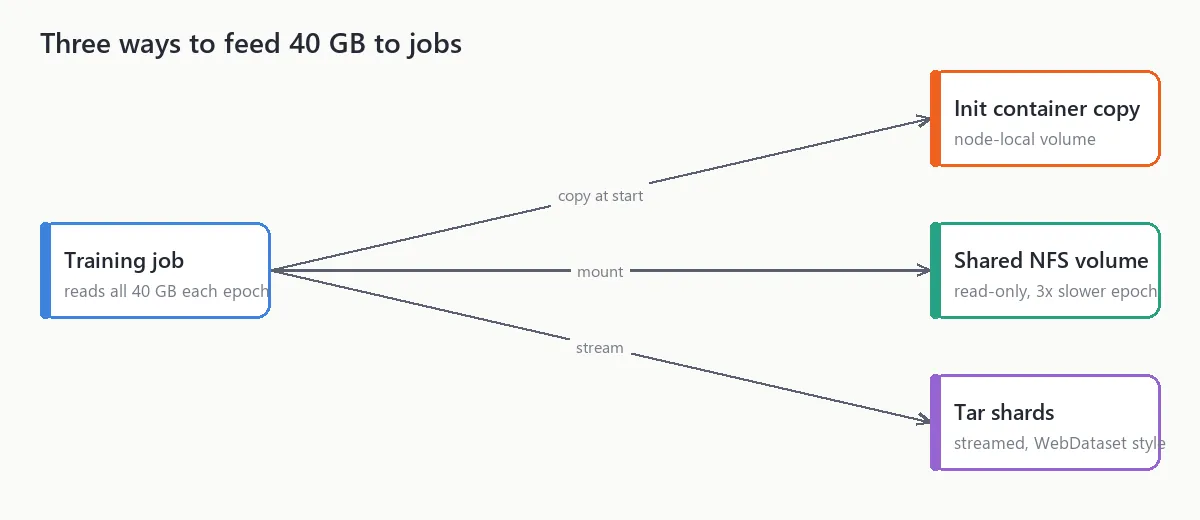 Three ways to feed 40 GB to jobs
Init container copy
node-local volume
copy at start
Training job
reads all 40 GB each epoch
mount
Shared NFS volume
read-only, 3x slower epoch
stream
Tar shards
streamed, WebDataset style